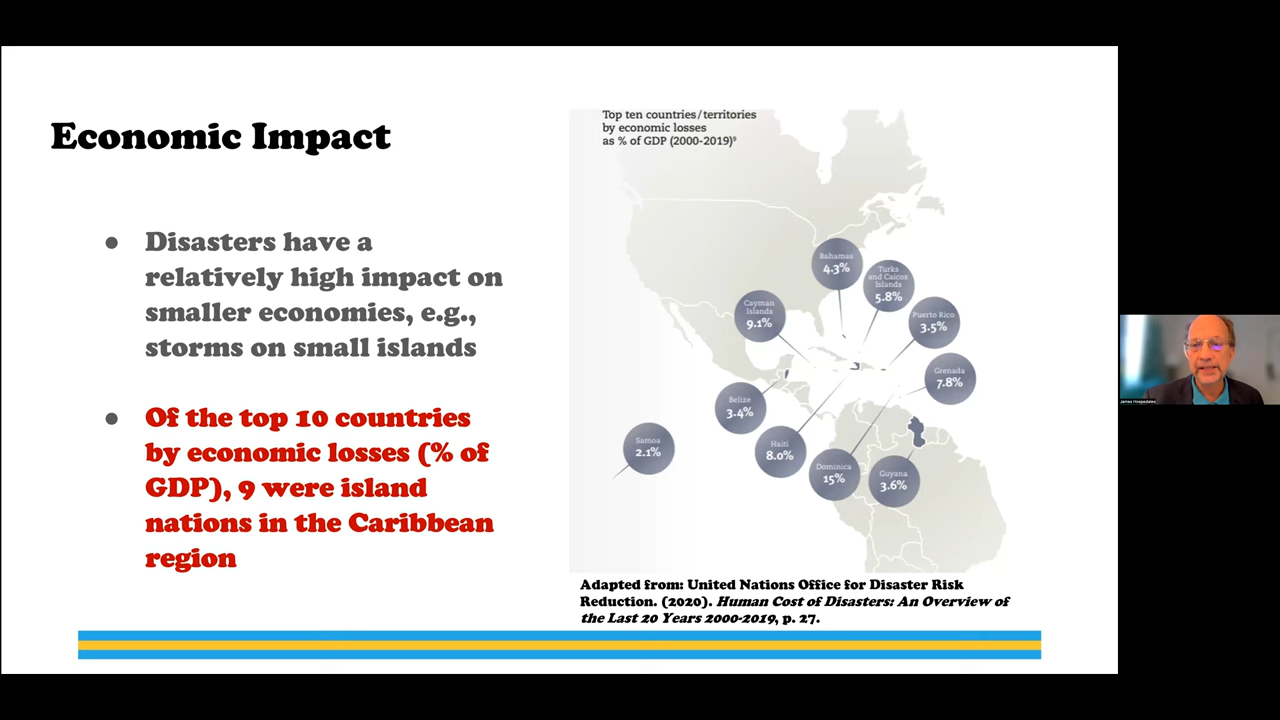 Economic Impact
● Disasters have a
relatively high impact on
smaller economies, e.g.,
storms on small islands
● Of the top 10 countries
by economic losses (% of
GDP), 9 were island
nations in the Caribbean
region
Top ten countries/territories
by economic losses
as % of GDP (2000-2019)⁹
Bahamas
4.3%
Turks
and Caicos
Islands
5.8%
Cayman
Islands
9.1%
Puerto Rico
3.5%
Grenada
7.8%
Belize
3.4%
Samoa
2.1%
Haiti
8.0%
Dominica
15%
Guyana
3.6%
Adapted from: United Nations Office for Disaster Risk
Reduction. (2020). Human Cost of Disasters: An Overview of
the Last 20 Years 2000-2019, p. 27.
James Hospedales